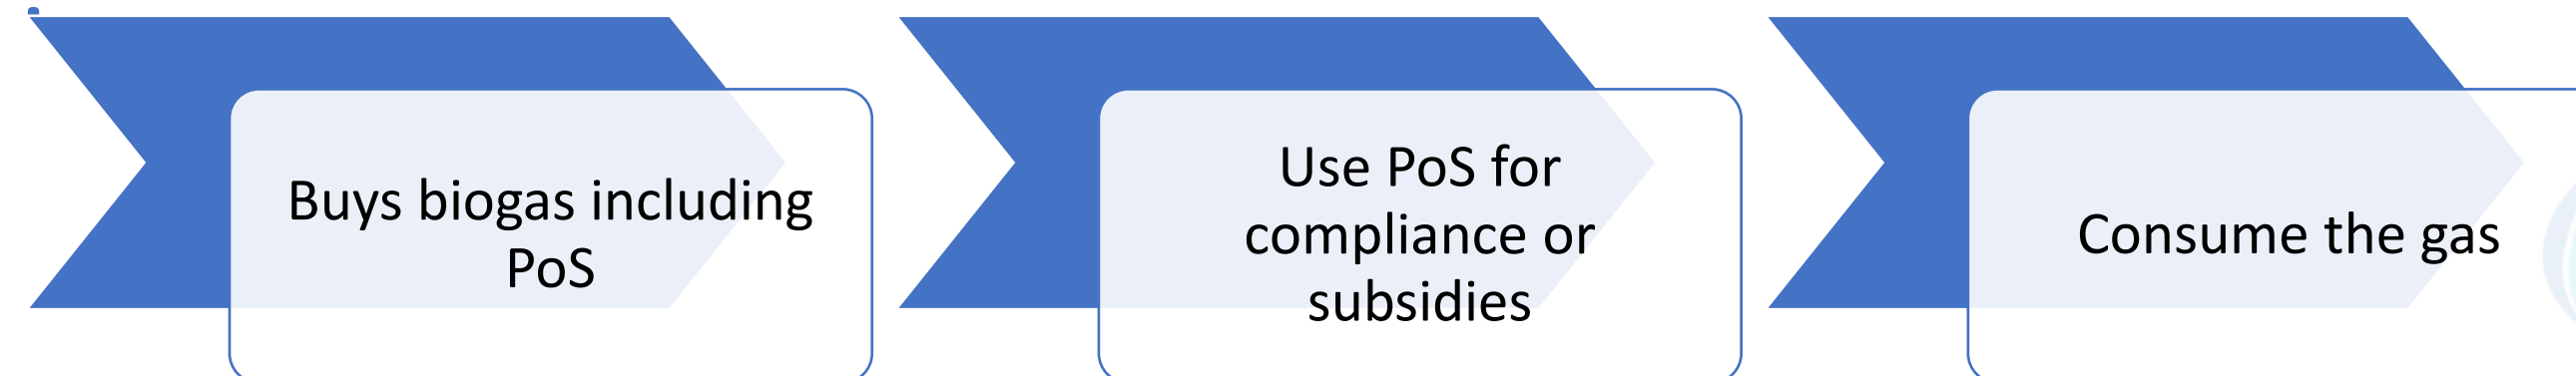 Buys biogas including
PoS
Use PoS for
compliance or
subsidies
Consume the gas